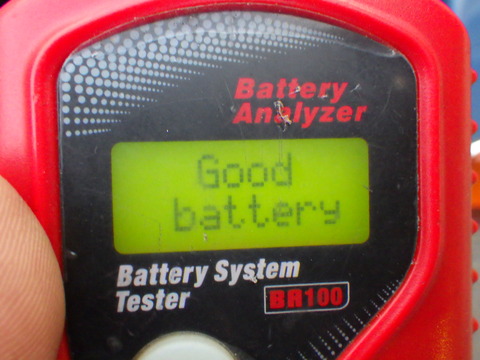 Battery
Analyzer
Good
battery
Battery System
Tester
BR100